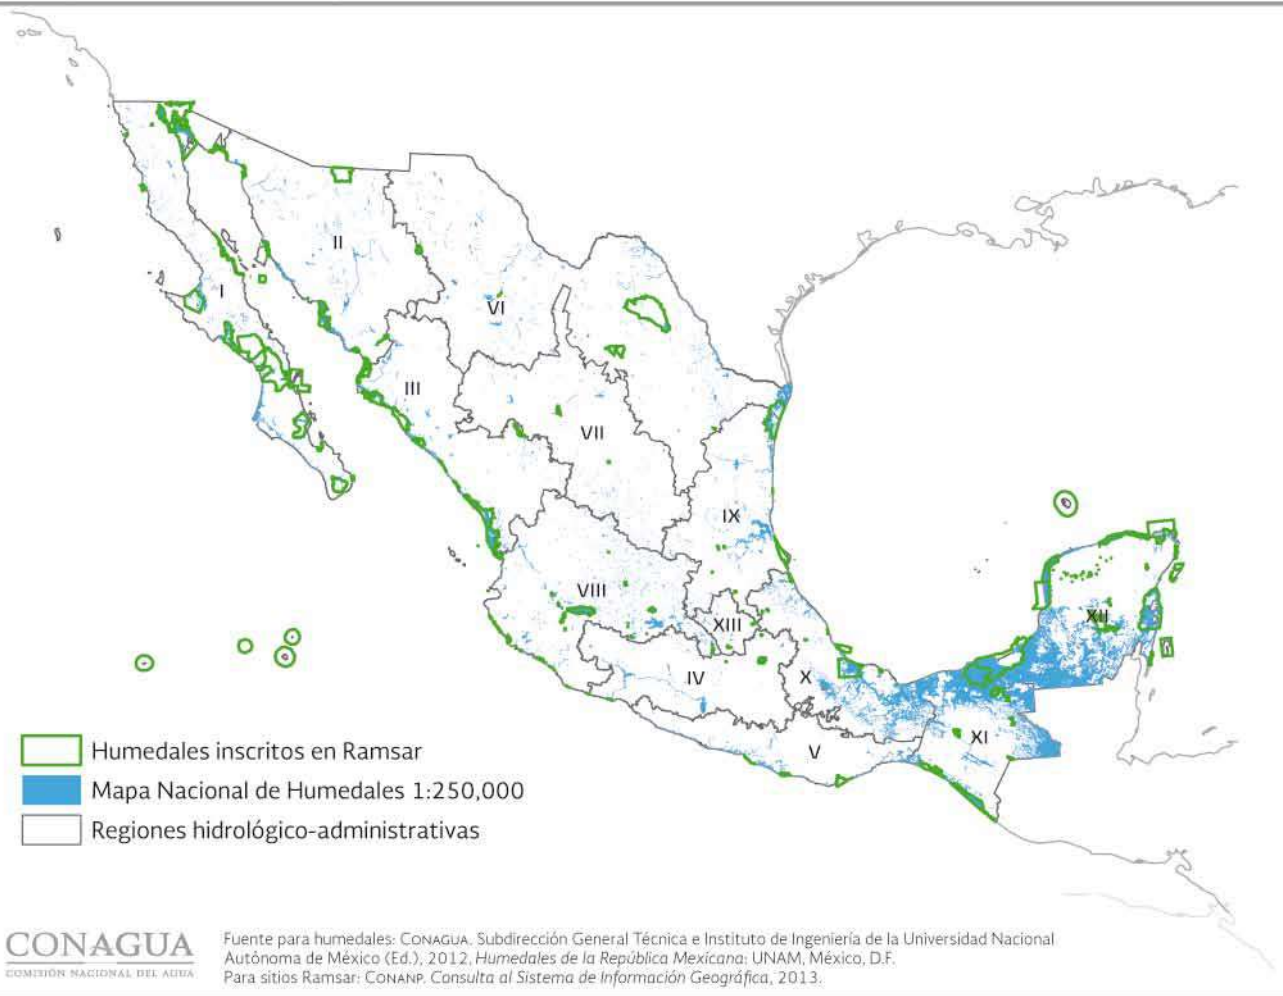 I
II
VI
III
VII
IX
VIII
XIII
XII
IV
X
XI
V
Humedales inscritos en Ramsar
Mapa Nacional de Humedales 1:250,000
Regiones hidrológico-administrativas
CONAGUA
COMISIÓN NACIONAL DEL AGUA
Fuente para humedales: CONAGUA. Subdirección General Técnica e Instituto de Ingeniería de la Universidad Nacional
Autónoma de México (Ed.), 2012, Humedales de la República Mexicana: UNAM, México, D.F.
Para sitios Ramsar: CONANP. Consulta al Sistema de Información Geográfica, 2013.